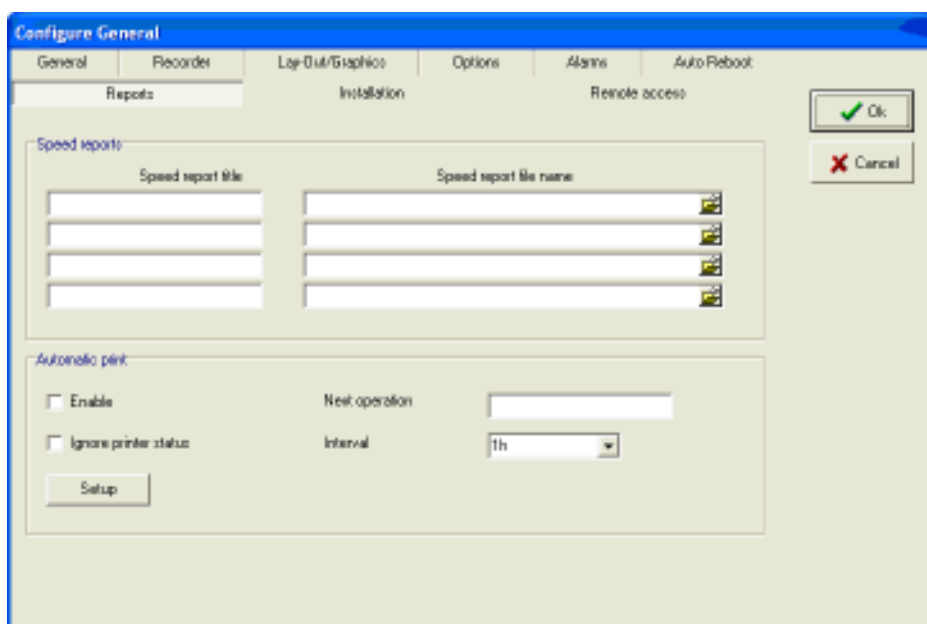 Configure General
General Recorder Lay-Out/Graphics Options Alarms Auto Reboot
Reports Installation Remote access
Ok
Cancel
Speed reports
Speed report title Speed report file name
Automatic print
Enable Next operation
Ignore printer status Interval 1h
Setup